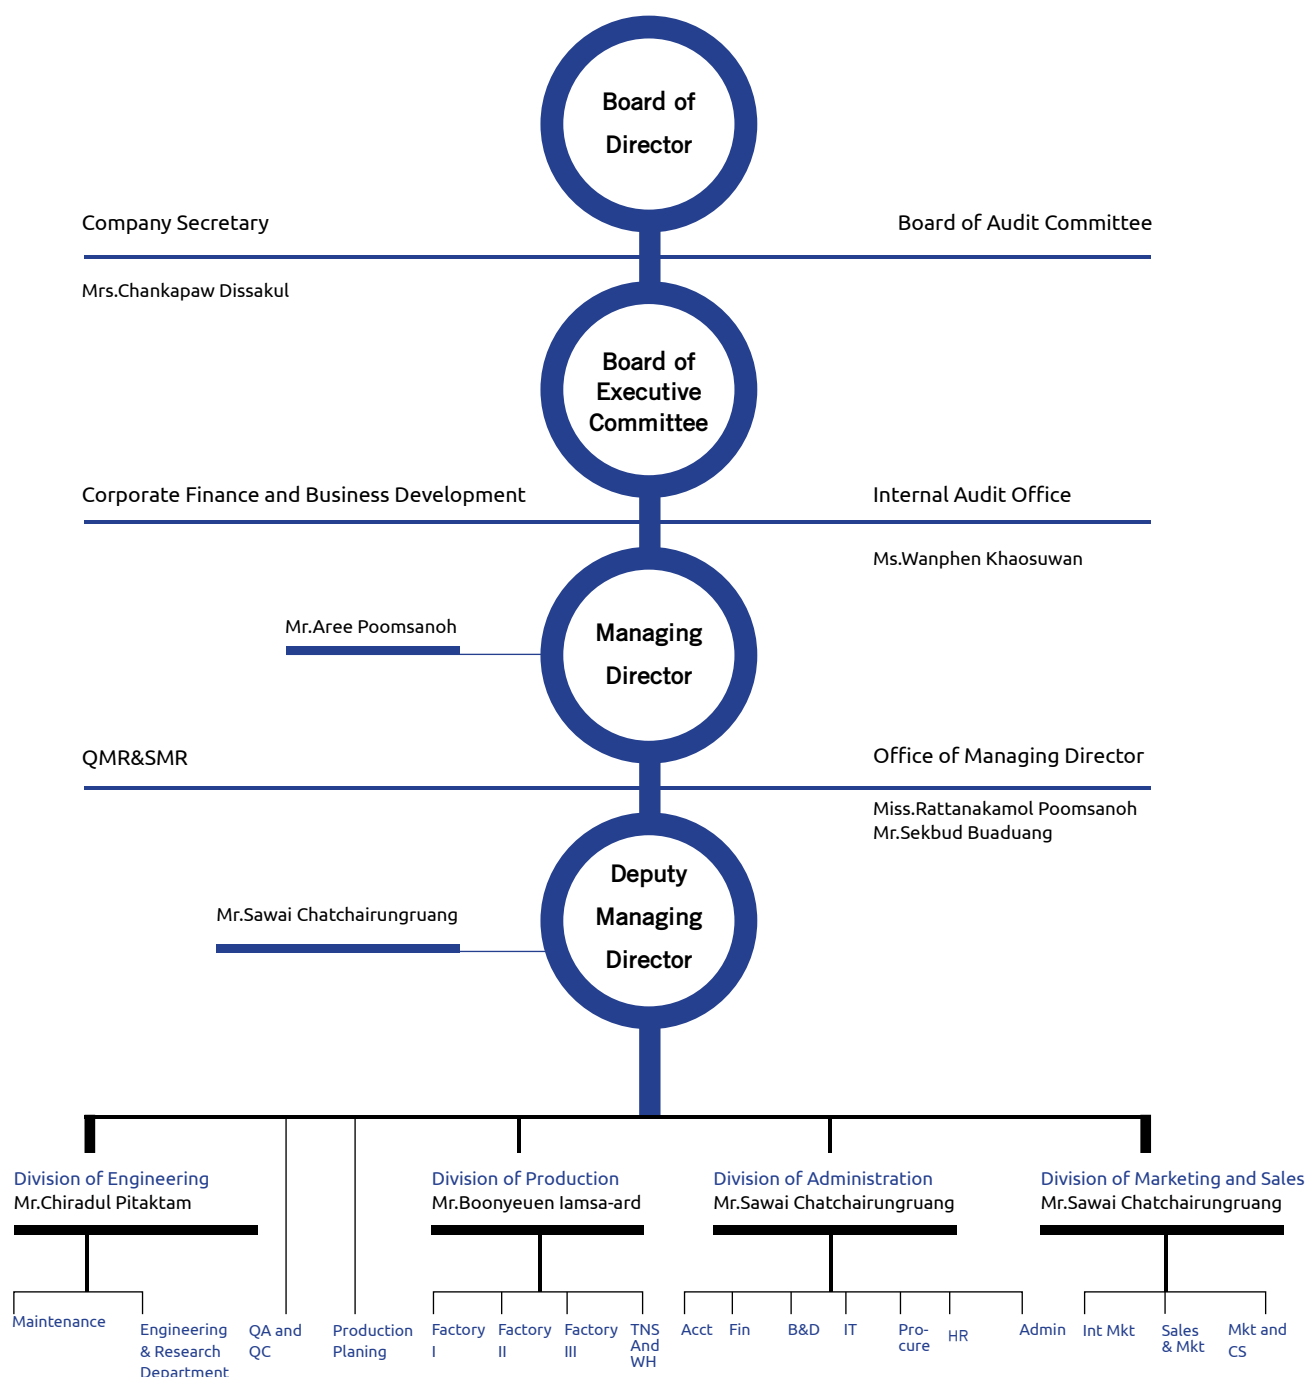 Board of
Director
Company Secretary
Board of Audit Committee
Mrs.Chankapaw Dissakul
Board of
Executive
Committee
Corporate Finance and Business Development
Internal Audit Office
Ms.Wanphen Khaosuwan
Mr.Aree Poomsanoh
Managing
Director
QMR&SMR
Office of Managing Director
Miss.Rattanakamol Poomsanoh
Mr.Sekbud Buaduang
Deputy
Managing
Director
Mr.Sawai Chatchairungruang
Division of Engineering
Mr.Chiradul Pitaktam
Division of Production
Mr.Boonyeuen Iamsa-ard
Division of Administration
Mr.Sawai Chatchairungruang
Division of Marketing and Sales
Mr.Sawai Chatchairungruang
Maintenance
Engineering
& Research
Department
QA and
QC
Production
Planing
Factory
I
Factory
II
Factory
III
TNS
And
WH
Acct
Fin
B&D
IT
Pro-
cure
HR
Admin
Int Mkt
Sales
& Mkt
Mkt and
CS